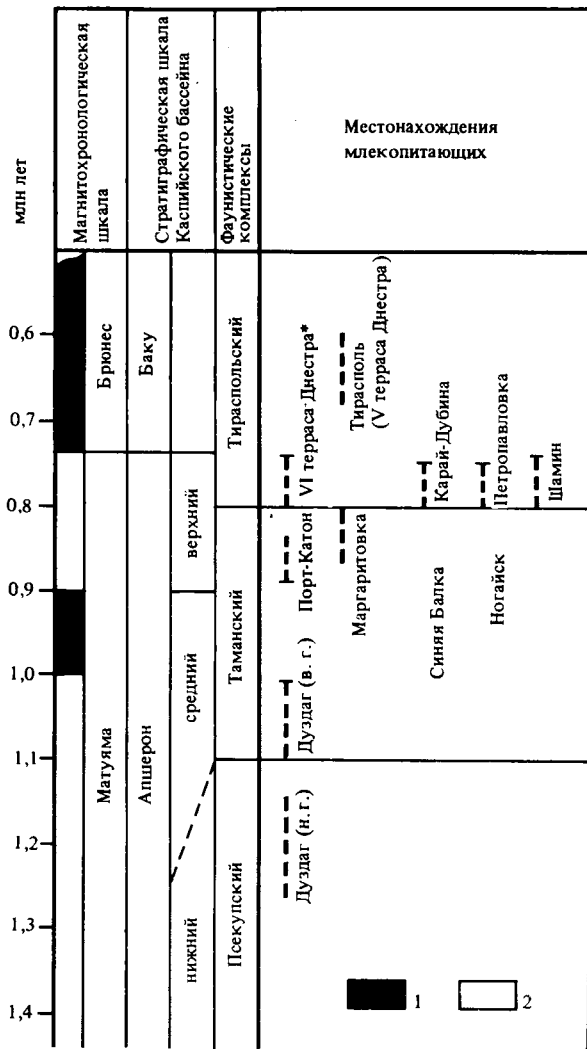 млн лет
Магнитохронологическая
шкала
Стратиграфическая шкала
Каспийского бассейна
Фаунистические
комплексы
Местонахождения
млекопитающих
0,6
0,7
0.8
0.9
1,0
1,1
1,2
1,3
1,4
Брюнес
Матуяма
Баку
Апшерон
верхний
средний
нижний
Тираспольский
Таманский
Псекупский
VI терраса Днестра*
Тирасполь
(V терраса Днестра)
Карай-Дубина
Петропавловка
Шамин
Порт-Катон
Маргаритовка
Синяя Балка
Ногайск
Дуздаг (в. г.)
Дуздаг (н. г.)
1
2